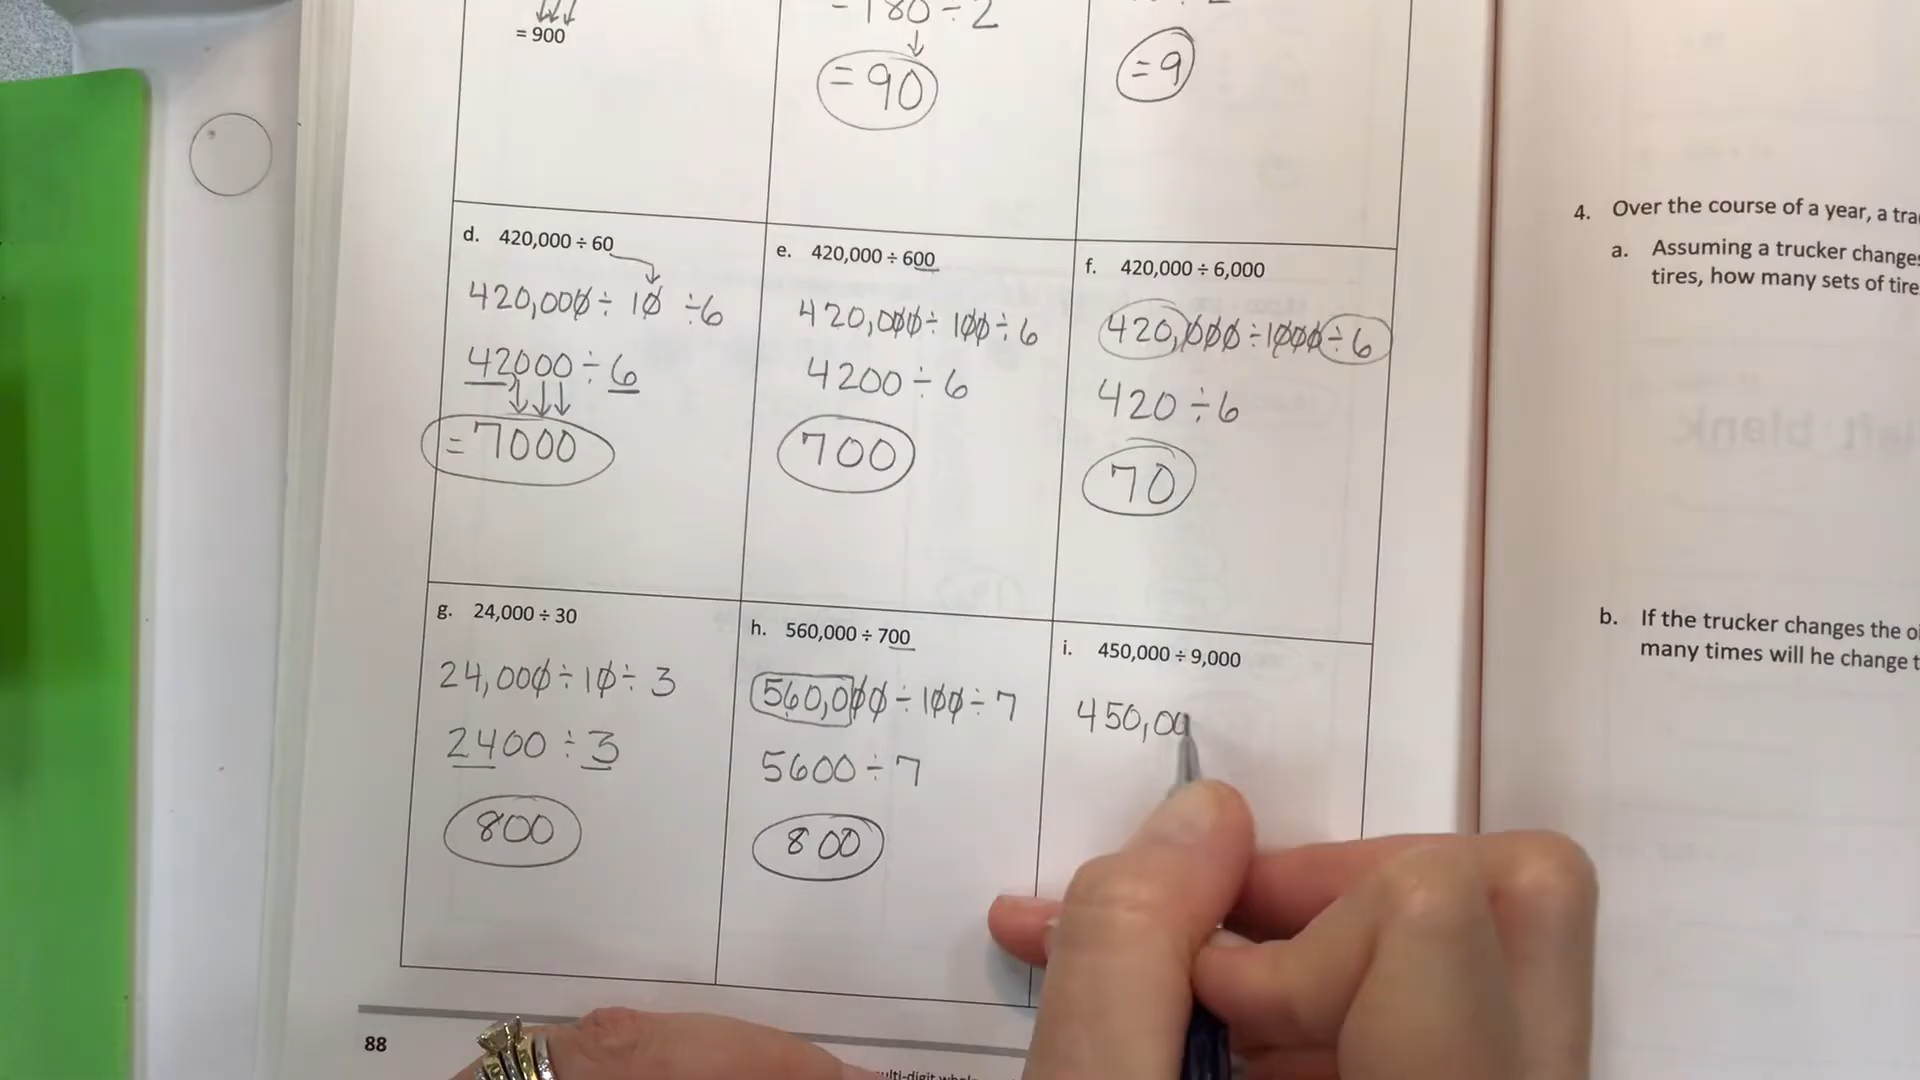 = 900
- 180 ÷ 2
= 90
= 9
d. 420,000 ÷ 60
420,000 ÷ 10 ÷6
42000 ÷ 6
= 7000
e. 420,000 ÷ 600
420,000 ÷ 100 ÷ 6
4200 ÷ 6
700
f. 420,000 ÷ 6,000
420,000 ÷1000 ÷ 6
420 ÷ 6
70
g. 24,000 ÷ 30
24,000 ÷ 10 ÷ 3
2400 ÷ 3
800
h. 560,000 ÷ 700
560,000 ÷ 100 ÷ 7
5600 ÷ 7
800
i. 450,000 ÷ 9,000
450,00
88
4. Over the course of a year, a
a. Assuming a trucker changes
tires, how many sets of tire
b. If the trucker changes the
many times will he change